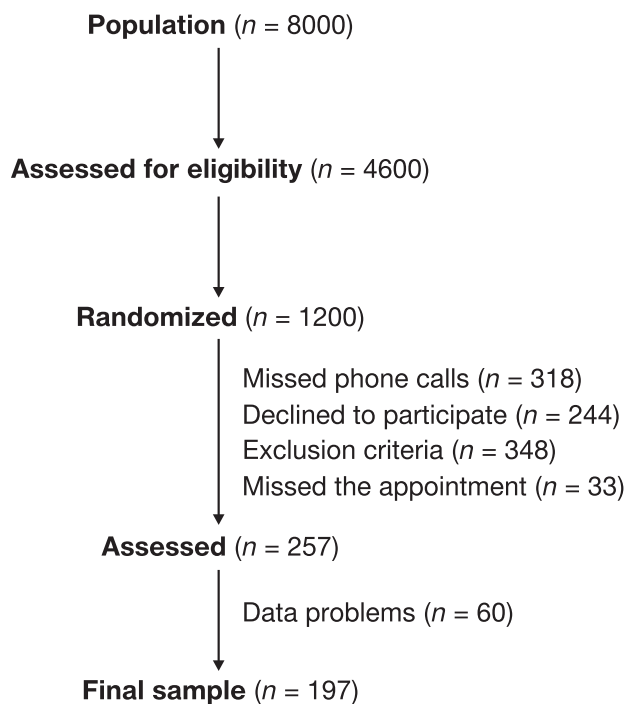 Population (n = 8000)
Assessed for eligibility (n = 4600)
Randomized (n = 1200)
Missed phone calls (n = 318)
Declined to participate (n = 244)
Exclusion criteria (n = 348)
Missed the appointment (n = 33)
Assessed (n = 257)
Data problems (n = 60)
Final sample (n = 197)